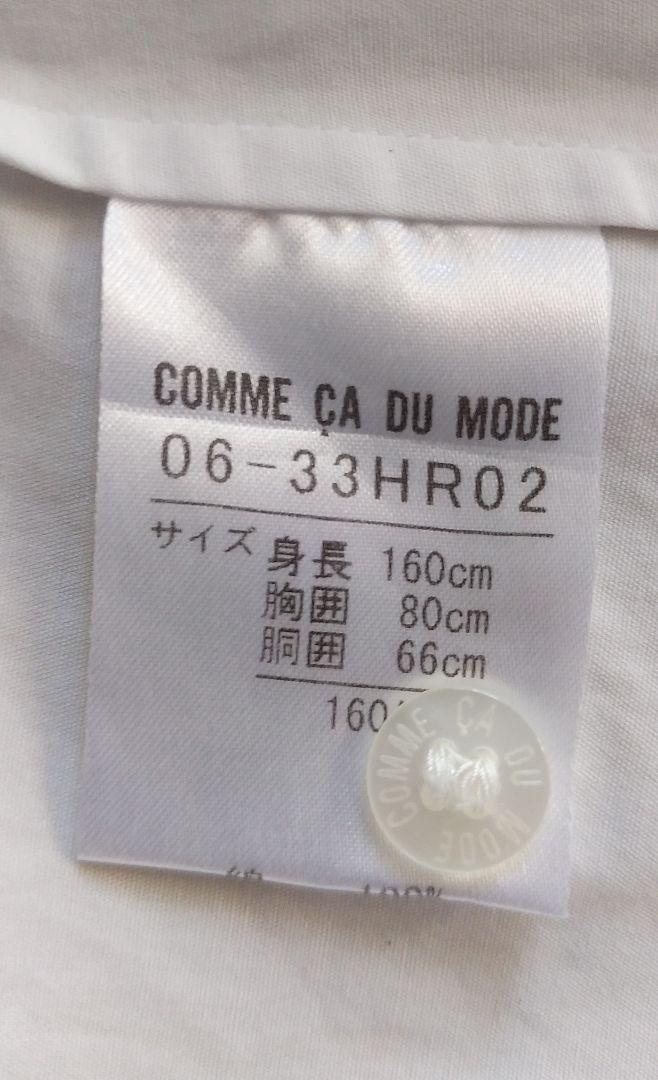 COMME ÇA DU MODE
06-33HR02
サイズ 身長 160cm
胸囲 80cm
胴囲 66cm
160
COMME ÇA DU MODE
100%